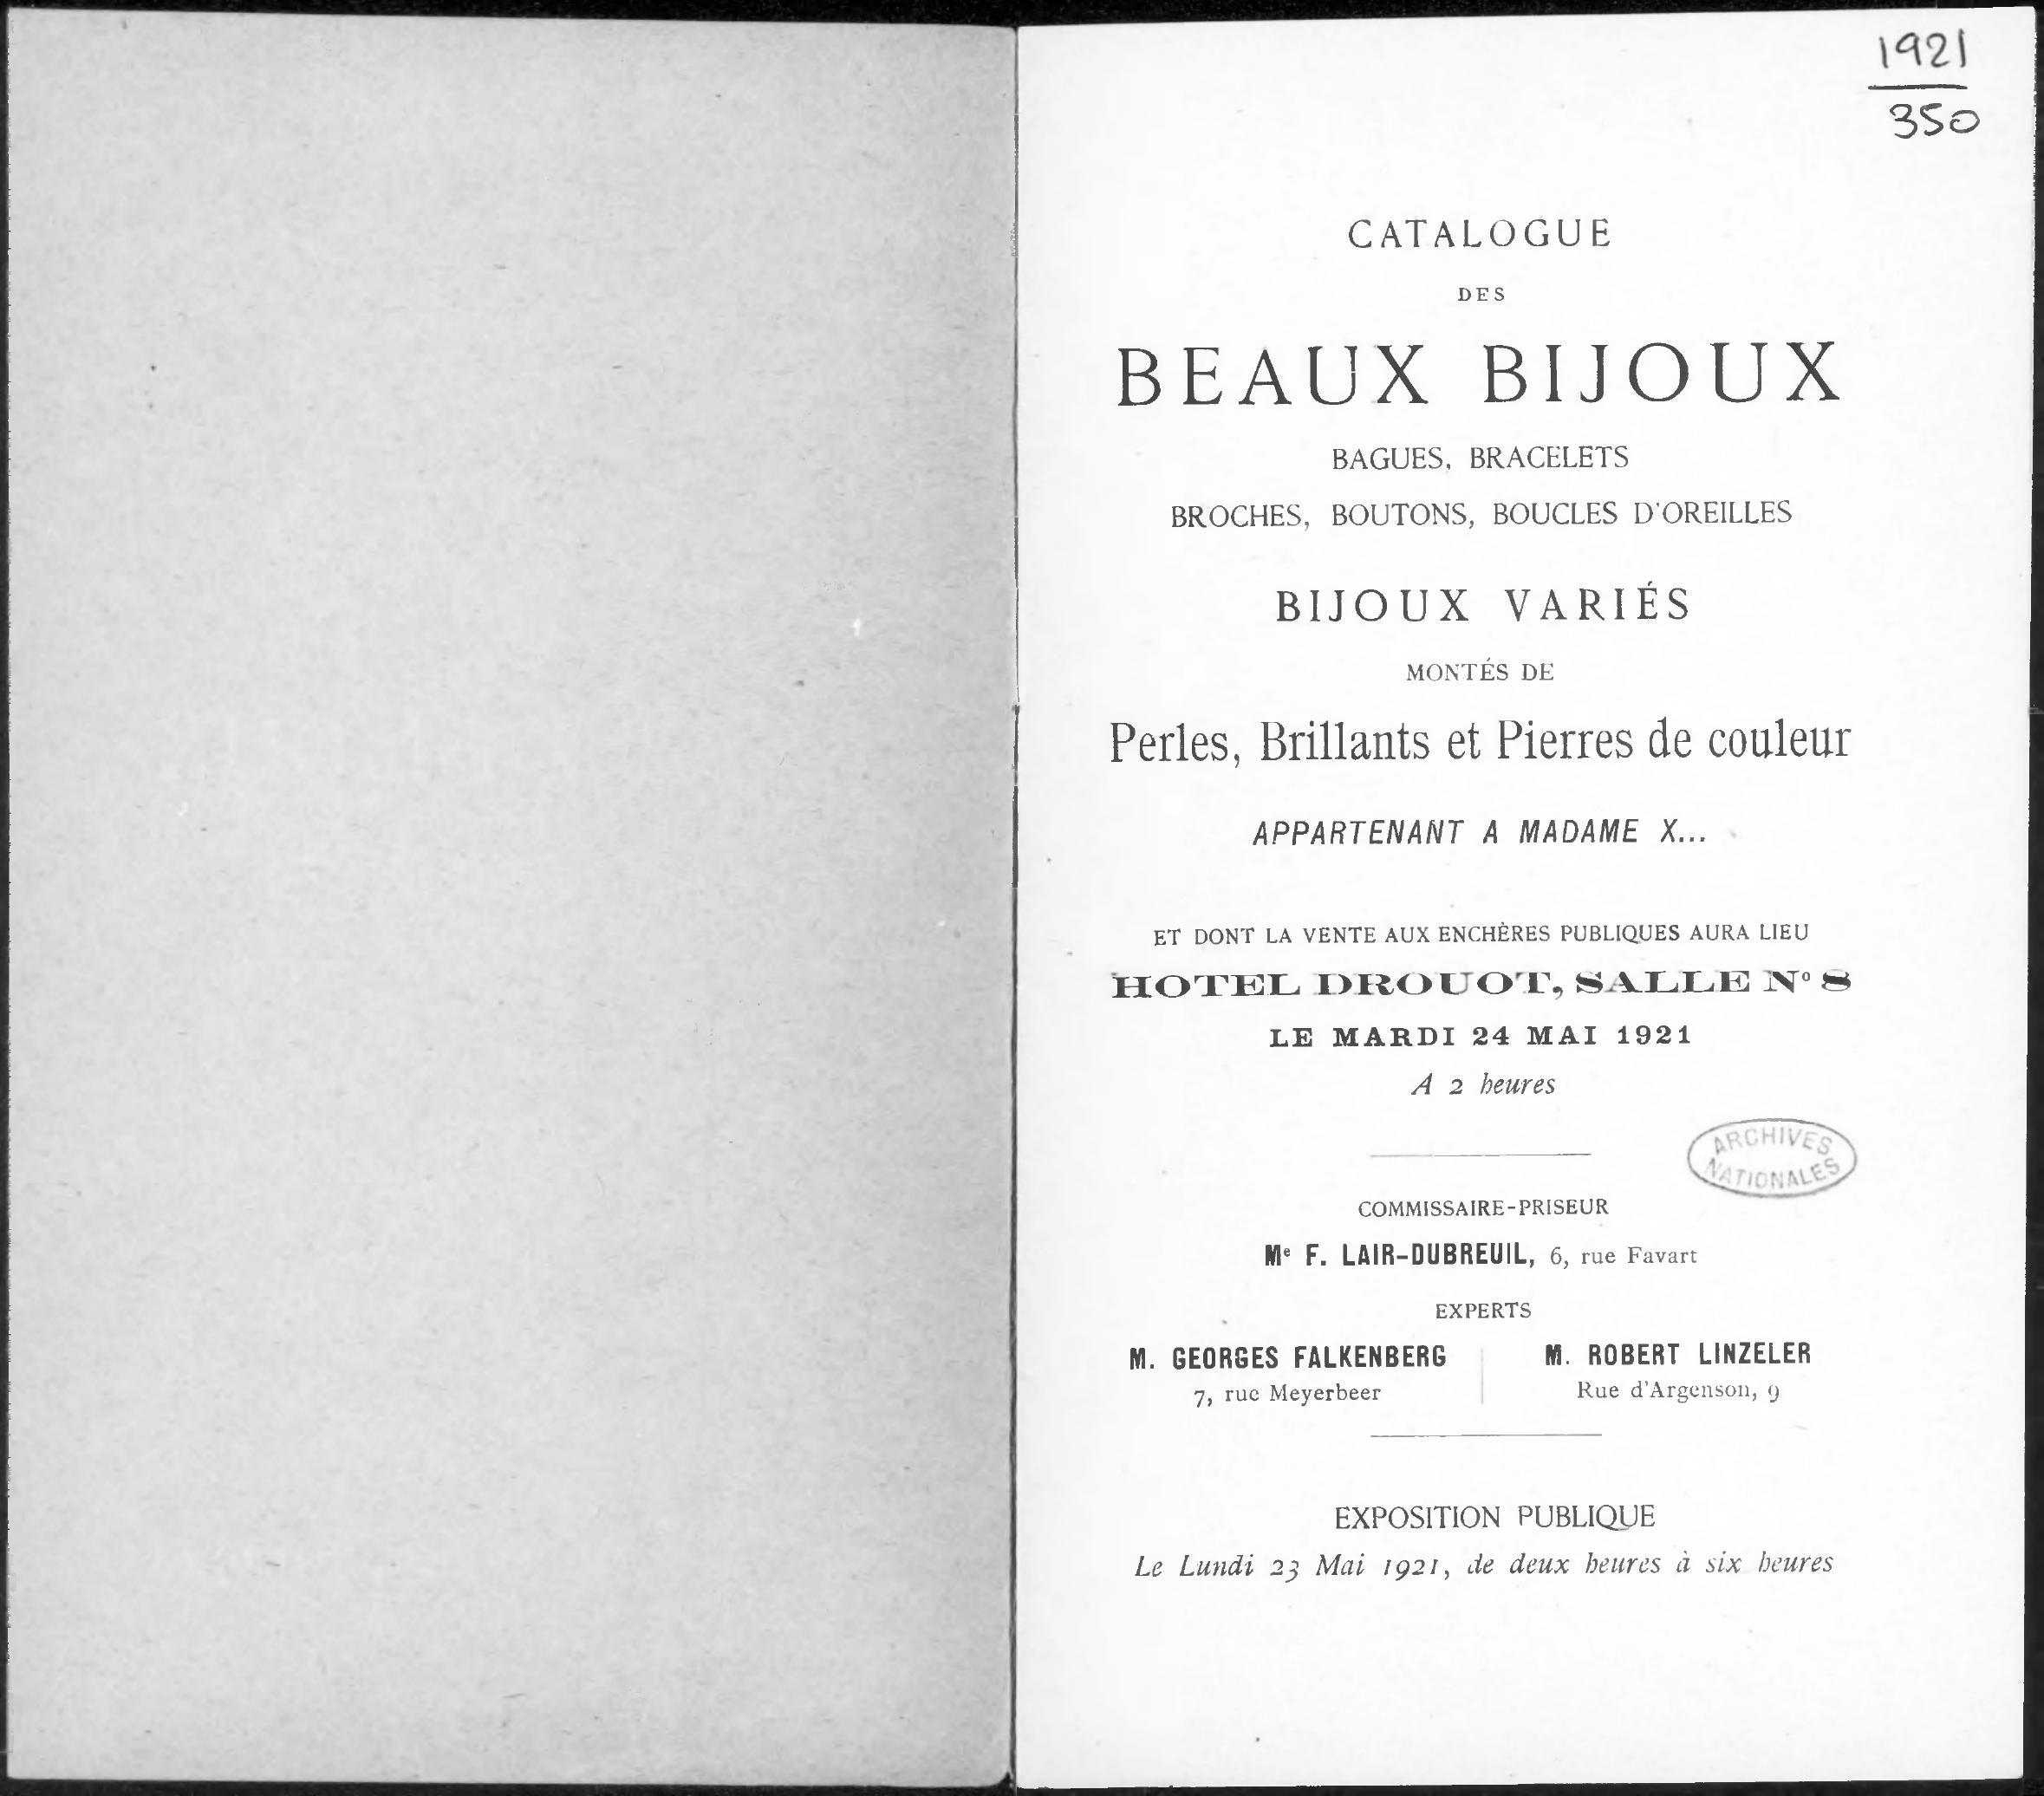 1921
350
CATALOGUE
DES
BEAUX BIJOUX
BAGUES, BRACELETS
BROCHES, BOUTONS, BOUCLES D'OREILLES
BIJOUX VARIÉS
MONTÉS DE
Perles, Brillants et Pierres de couleur
APPARTENANT A MADAME X...
ET DONT LA VENTE AUX ENCHÈRES PUBLIQUES AURA LIEU
HOTEL DROUOT, SALLE Nº 8
LE MARDI 24 MAI 1921
A 2 heures
ARCHIVES
NATIONALES
COMMISSAIRE-PRISEUR
Mᵉ F. LAIR-DUBREUIL, 6, rue Favart
EXPERTS
M. GEORGES FALKENBERG
7, rue Meyerbeer
M. ROBERT LINZELER
Rue d'Argenson, 9
EXPOSITION PUBLIQUE
Le Lundi 23 Mai 1921, de deux heures à six heures